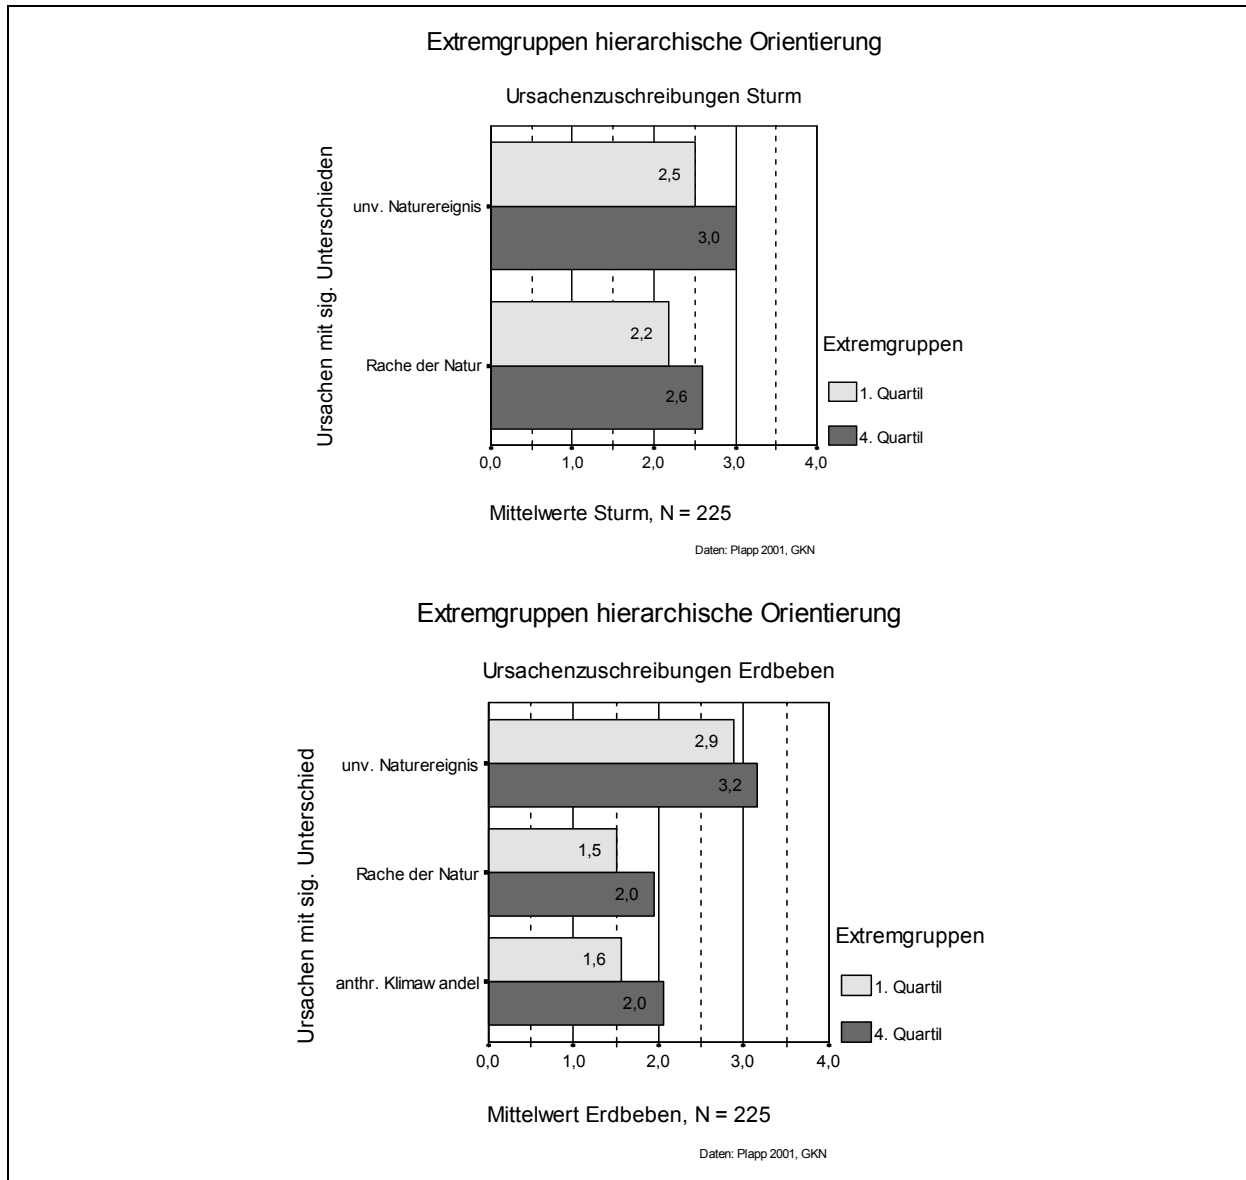 Extremgruppen hierarchische Orientierung
Ursachenzuschreibungen Sturm
Ursachen mit sig. Unterschieden
unv. Naturereignis
2,5
3,0
Rache der Natur
2,2
2,6
0,0 1,0 2,0 3,0 4,0
Extremgruppen
1. Quartil
4. Quartil
Mittelwerte Sturm, N = 225
Daten: Plapp 2001, GKN
Extremgruppen hierarchische Orientierung
Ursachenzuschreibungen Erdbeben
Ursachen mit sig. Unterschied
unv. Naturereignis
2,9
3,2
Rache der Natur
1,5
2,0
anthr. Klimaw andel
1,6
2,0
0,0 1,0 2,0 3,0 4,0
Extremgruppen
1. Quartil
4. Quartil
Mittelwert Erdbeben, N = 225
Daten: Plapp 2001, GKN